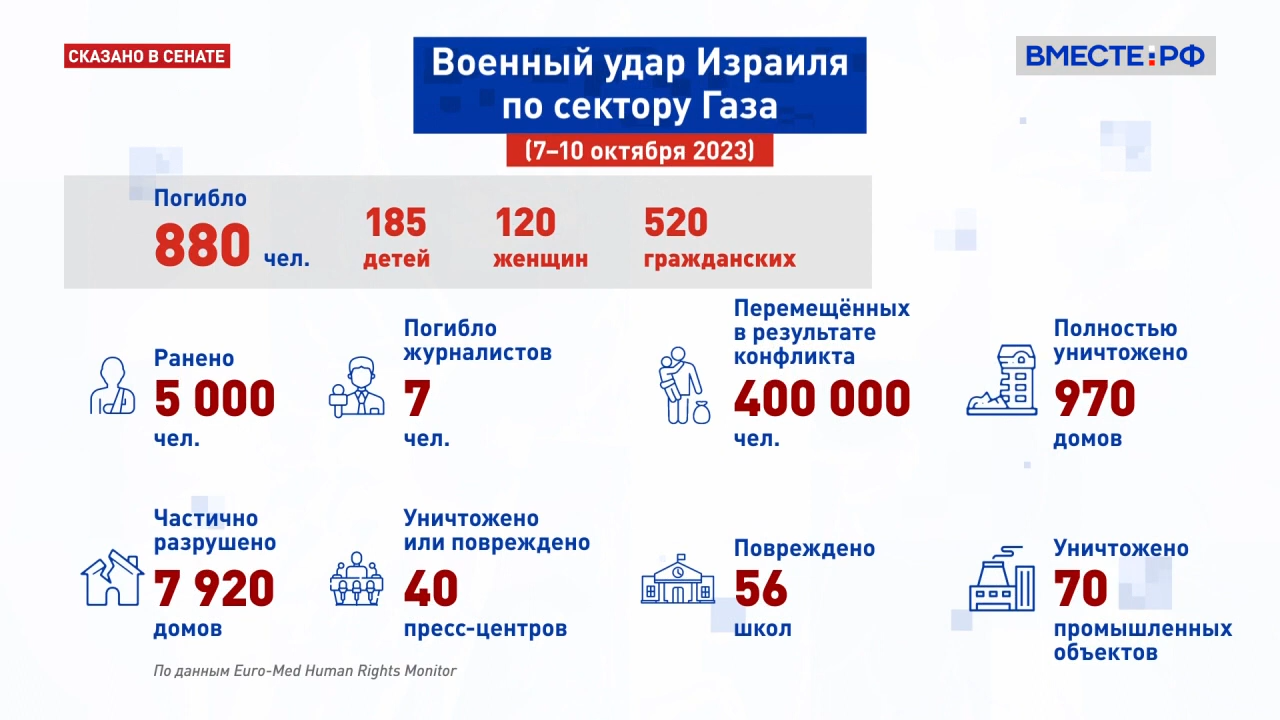 СКАЗАНО В СЕНАТЕ
Военный удар Израиля
по сектору Газа
(7–10 октября 2023)
ВМЕСТЕ:РФ
Погибло
880 чел.
185
детей
120
женщин
520
гражданских
Ранено
5 000
чел.
Погибло
журналистов
7
чел.
Перемещённых
в результате
конфликта
400 000
чел.
Полностью
уничтожено
970
домов
Частично
разрушено
7 920
домов
Уничтожено
или повреждено
40
пресс-центров
Повреждено
56
школ
Уничтожено
70
промышленных
объектов
По данным Euro-Med Human Rights Monitor